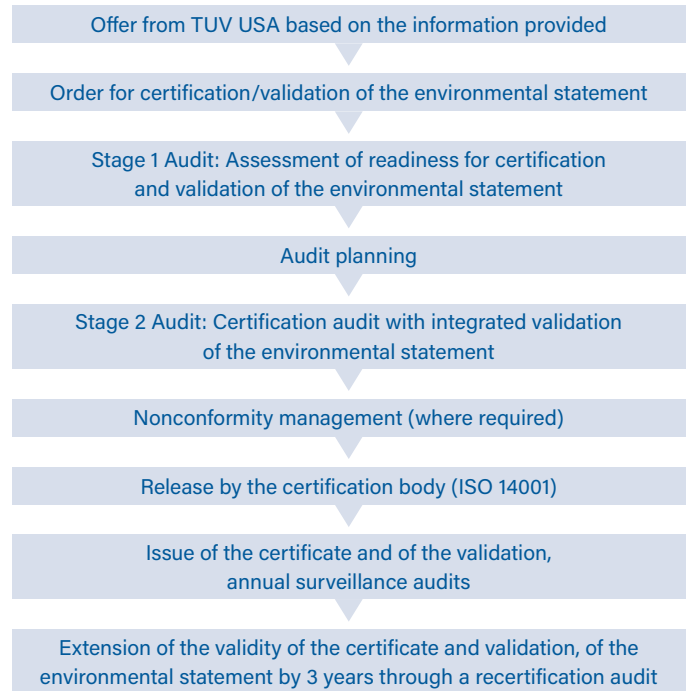 Offer from TUV USA based on the information provided
Order for certification/validation of the environmental statement
Stage 1 Audit: Assessment of readiness for certification
and validation of the environmental statement
Audit planning
Stage 2 Audit: Certification audit with integrated validation
of the environmental statement
Nonconformity management (where required)
Release by the certification body (ISO 14001)
Issue of the certificate and of the validation,
annual surveillance audits
Extension of the validity of the certificate and validation, of the
environmental statement by 3 years through a recertification audit